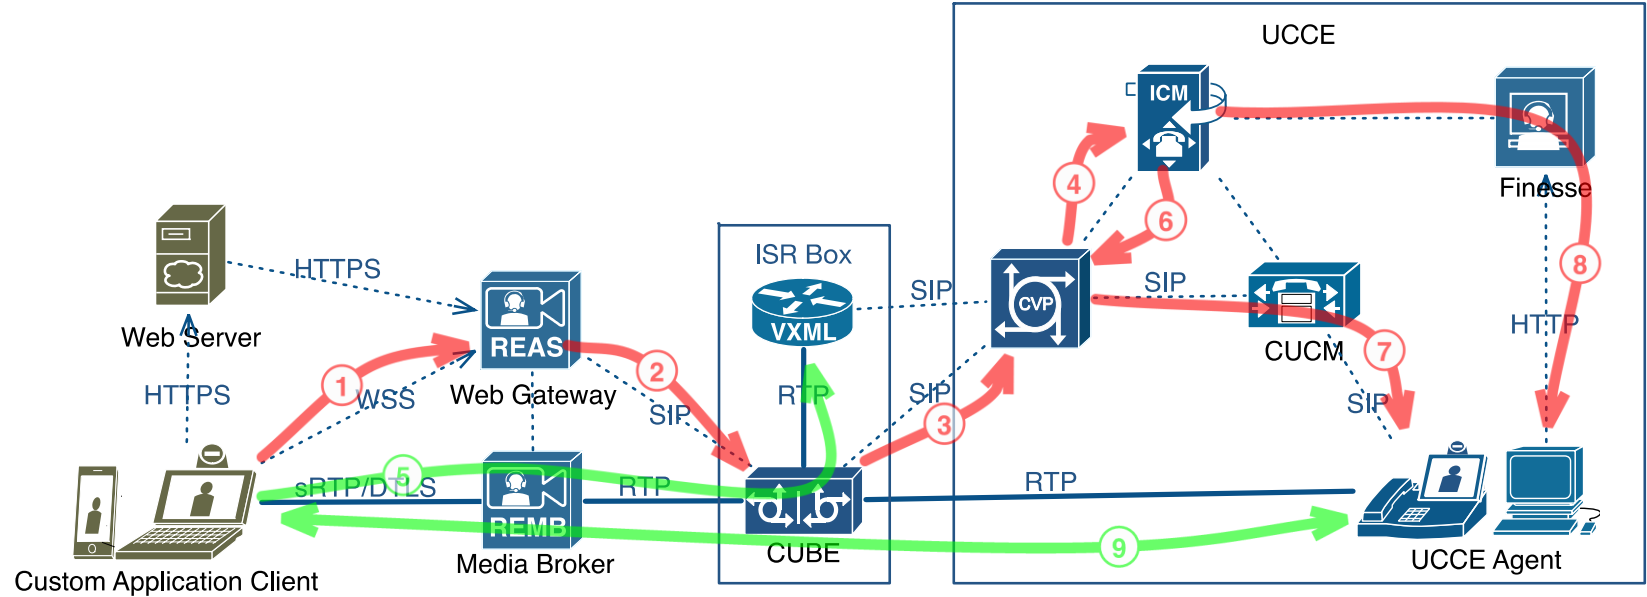 UCCE
ICM
4
Finesse
6
ISR Box
HTTPS
SIP
SIP
CVP
8
Web Server
VXML
HTTP
REAS
CUCM
7
1
2
HTTPS
WSS
Web Gateway
RTP
SIP
SIP
SIP
3
5
sRTP/DTLS
RTP
RTP
REMB
CUBE
9
Media Broker
UCCE Agent
Custom Application Client